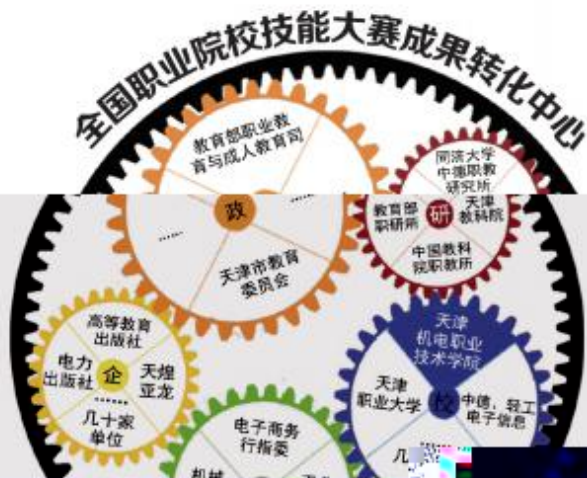 全国职业院校技能大赛成果转化中心
教育部职业教
育与成人教育司
政
……
……
天津市教育
委员会
同济大学
中德职教
研究所
教育部
职研所
研
天津
教科院
中国教科
院职教所
高等教育
出版社
电力
出版社
企
天煌
亚龙
……
几十家
单位
天津
机电职业
技术学院
天津
职业大学
校
中德、轻工
电子信息
……
几
电子商务
行指委
机械